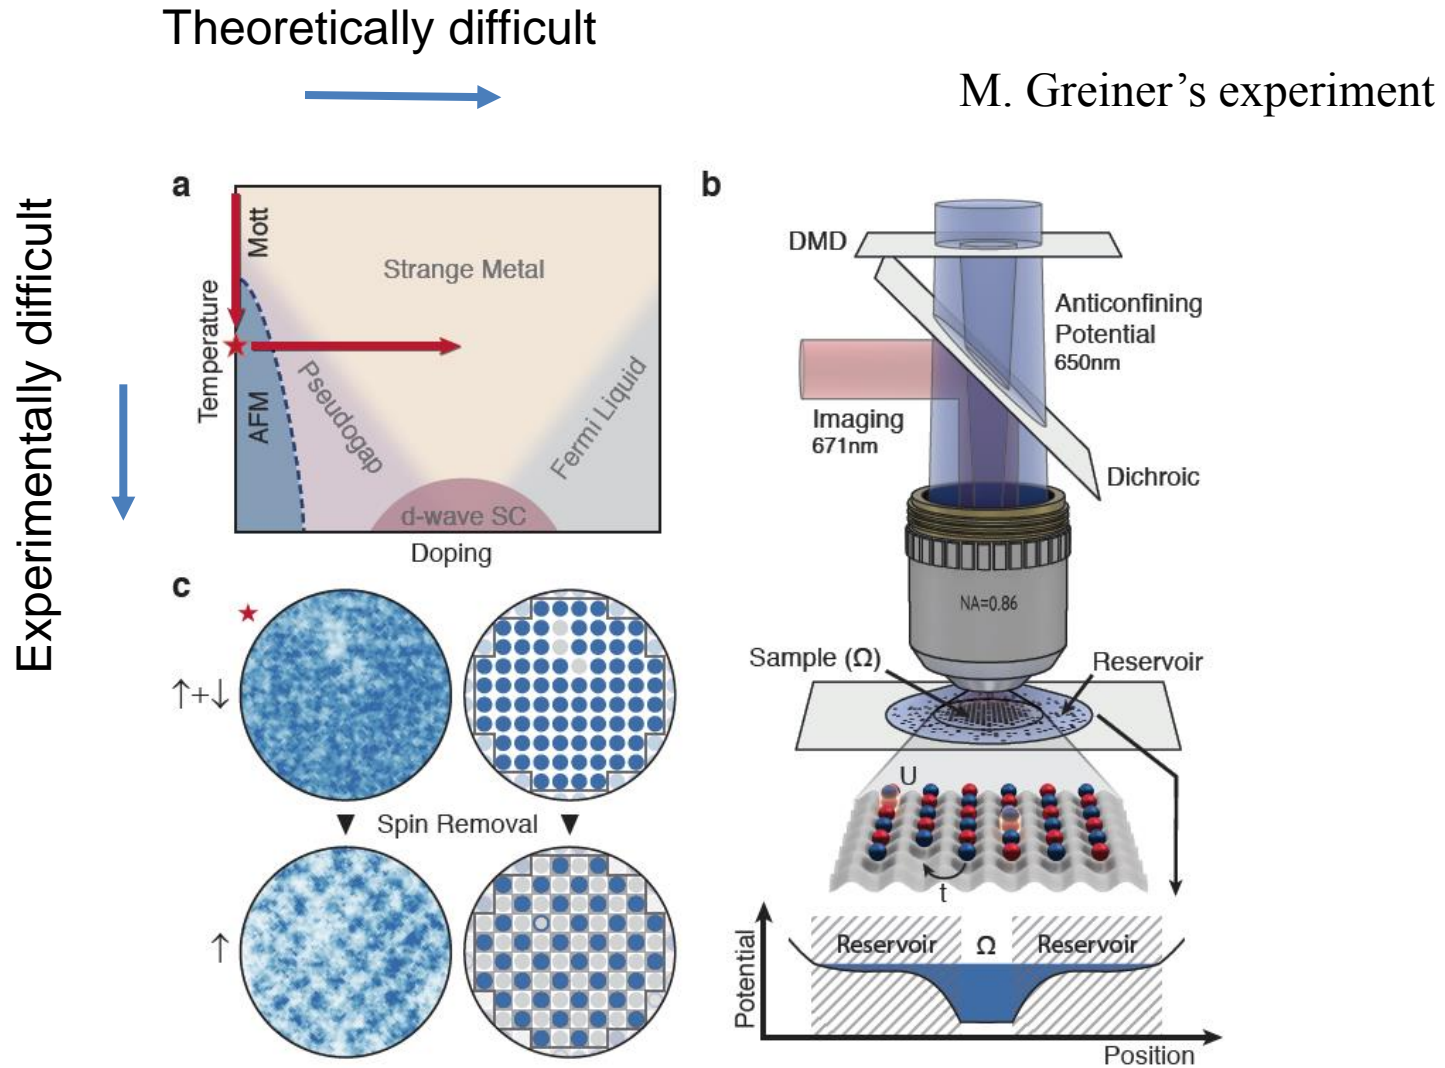 Theoretically difficult
M. Greiner’s experiment
Experimentally difficult
a
Mott
Strange Metal
Temperature
AFM
Pseudogap
Fermi Liquid
d-wave SC
Doping
b
DMD
Anticonfining
Potential
650nm
Imaging
671nm
Dichroic
NA=0.86
Sample (Ω)
Reservoir
U
t
Reservoir
Ω
Reservoir
Potential
Position
c
↑+↓
Spin Removal
↑